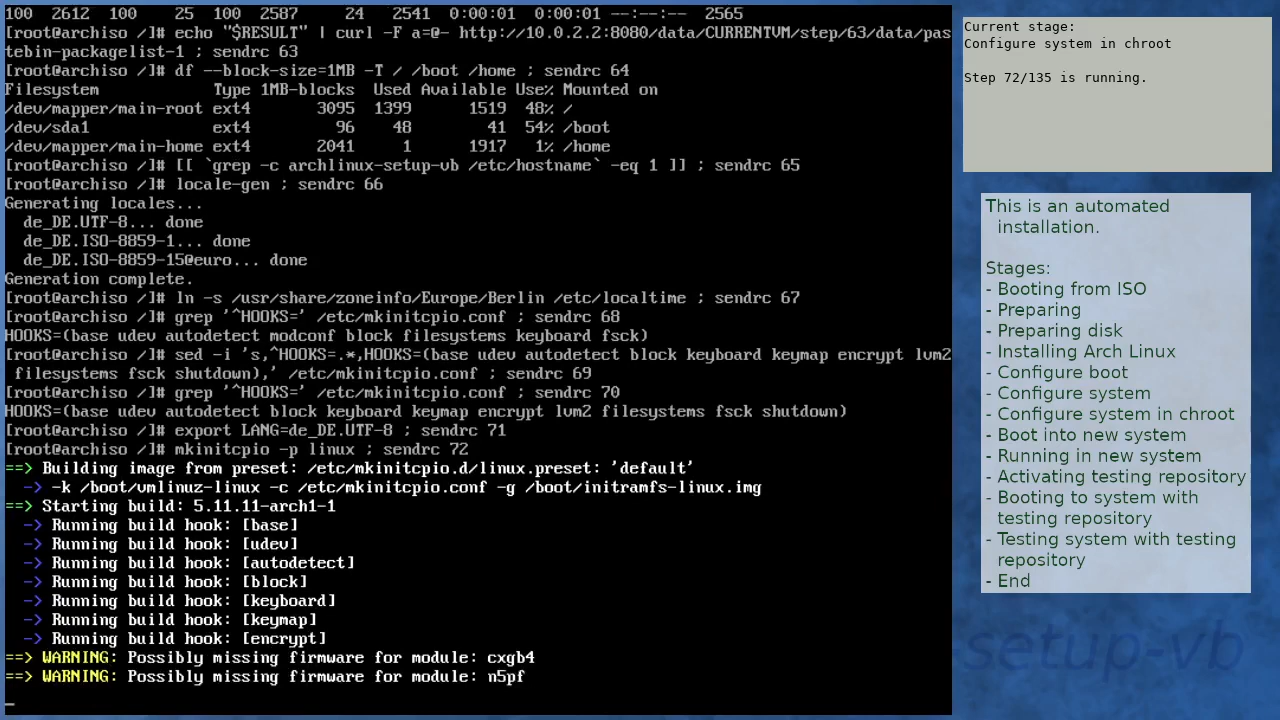 100  2612  100    25  100  2587      24   2541  0:00:01  0:00:01 --:--:--  2565
[root@archiso /]# echo "$RESULT" | curl -F a=@- http://10.0.2.2:8080/data/CURRENTVM/step/63/data/pas
tebin-packagelist-1 ; sendrc 63
[root@archiso /]# df --block-size=1MB -T / /boot /home ; sendrc 64
Filesystem            Type 1MB-blocks  Used Available Use% Mounted on
/dev/mapper/main-root ext4       3095  1399      1519  48% /
/dev/sda1             ext4         96    48        41  54% /boot
/dev/mapper/main-home ext4       2041     1      1917   1% /home
[root@archiso /]# [[ `grep -c archlinux-setup-vb /etc/hostname` -eq 1 ]] ; sendrc 65
[root@archiso /]# locale-gen ; sendrc 66
Generating locales...
  de_DE.UTF-8... done
  de_DE.ISO-8859-1... done
  de_DE.ISO-8859-15@euro... done
Generation complete.
[root@archiso /]# ln -s /usr/share/zoneinfo/Europe/Berlin /etc/localtime ; sendrc 67
[root@archiso /]# grep '^HOOKS=' /etc/mkinitcpio.conf ; sendrc 68
HOOKS=(base udev autodetect modconf block filesystems keyboard fsck)
[root@archiso /]# sed -i 's,^HOOKS=.*,HOOKS=(base udev autodetect block keyboard keymap encrypt lvm2
 filesystems fsck shutdown),' /etc/mkinitcpio.conf ; sendrc 69
[root@archiso /]# grep '^HOOKS=' /etc/mkinitcpio.conf ; sendrc 70
HOOKS=(base udev autodetect block keyboard keymap encrypt lvm2 filesystems fsck shutdown)
[root@archiso /]# export LANG=de_DE.UTF-8 ; sendrc 71
[root@archiso /]# mkinitcpio -p linux ; sendrc 72
==> Building image from preset: /etc/mkinitcpio.d/linux.preset: 'default'
  -> -k /boot/vmlinuz-linux -c /etc/mkinitcpio.conf -g /boot/initramfs-linux.img
==> Starting build: 5.11.11-arch1-1
  -> Running build hook: [base]
  -> Running build hook: [udev]
  -> Running build hook: [autodetect]
  -> Running build hook: [block]
  -> Running build hook: [keyboard]
  -> Running build hook: [keymap]
  -> Running build hook: [encrypt]
==> WARNING: Possibly missing firmware for module: cxgb4
==> WARNING: Possibly missing firmware for module: n5pf
Current stage:
Configure system in chroot
Step 72/135 is running.
This is an automated
installation.
Stages:
- Booting from ISO
- Preparing
- Preparing disk
- Installing Arch Linux
- Configure boot
- Configure system
- Configure system in chroot
- Boot into new system
- Running in new system
- Activating testing repository
- Booting to system with
testing repository
- Testing system with testing
repository
- End
setup-vb